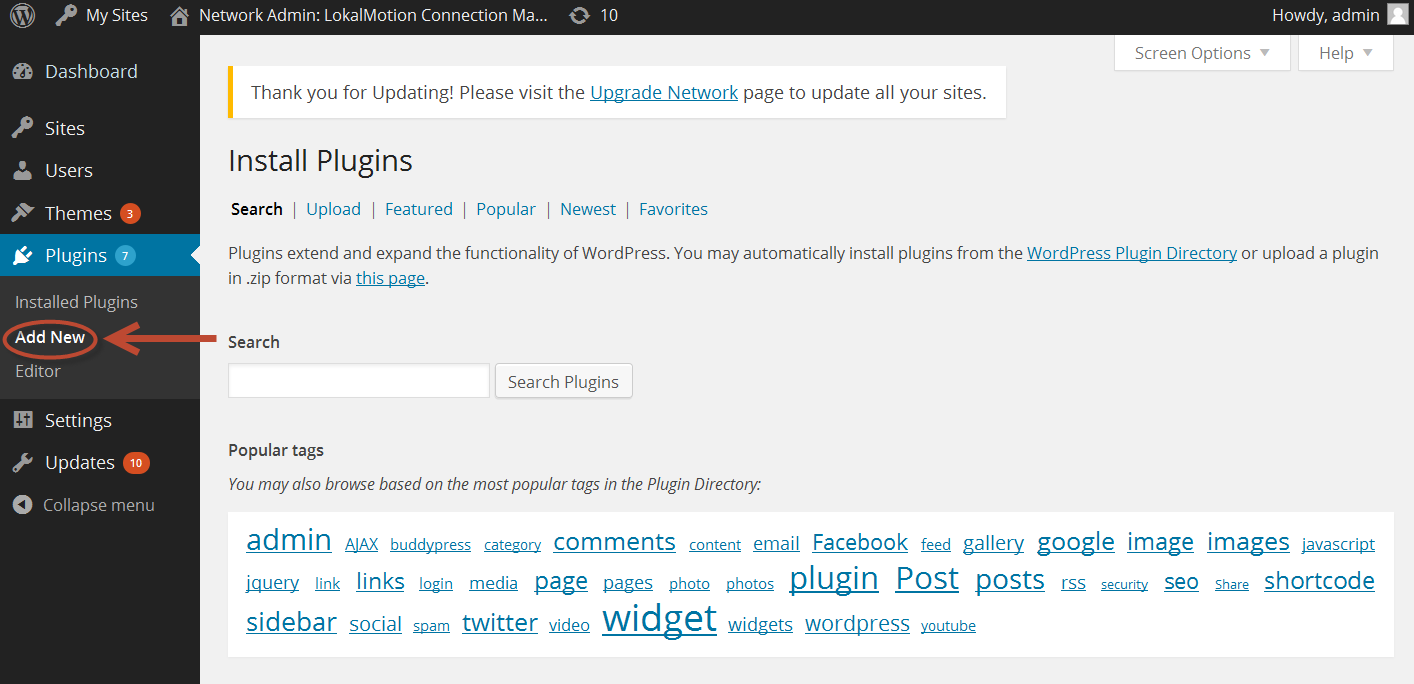 My Sites Network Admin: LokalMotion Connection Ma... 10 Howdy, admin
Screen Options Help
Dashboard
Sites
Users
Themes 3
Plugins 7
Installed Plugins
Add New
Editor
Settings
Updates 10
Collapse menu
Thank you for Updating! Please visit the Upgrade Network page to update all your sites.
Install Plugins
Search | Upload | Featured | Popular | Newest | Favorites
Plugins extend and expand the functionality of WordPress. You may automatically install plugins from the WordPress Plugin Directory or upload a plugin
in .zip format via this page.
Search
Search Plugins
Popular tags
You may also browse based on the most popular tags in the Plugin Directory:
admin AJAX buddypress category comments content email Facebook feed gallery google image images javascript
jquery link links login media page pages photo photos plugin Post posts rss security seo Share shortcode
sidebar social spam twitter video widget widgets wordpress youtube